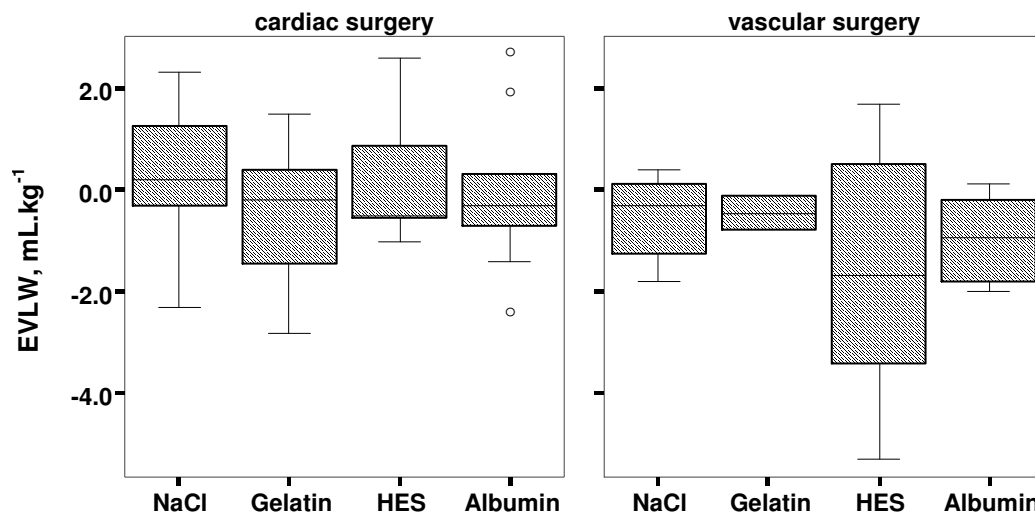 cardiac surgery
vascular surgery
EVLW, mL.kg⁻¹
2.0
0.0
-2.0
-4.0
NaCl Gelatin HES Albumin
NaCl Gelatin HES Albumin